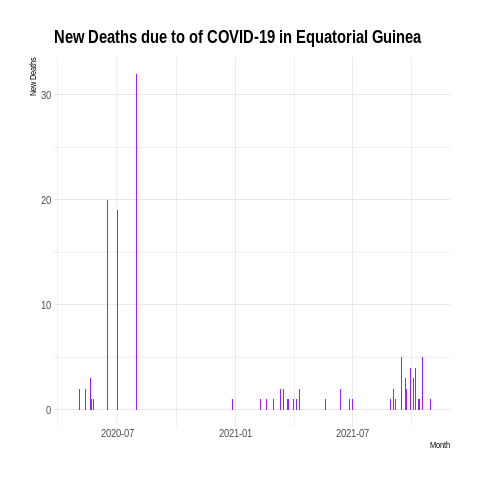 New Deaths due to of COVID-19 in Equatorial Guinea
New Deaths
30
20
10
0
2020-07 2021-01 2021-07
Month